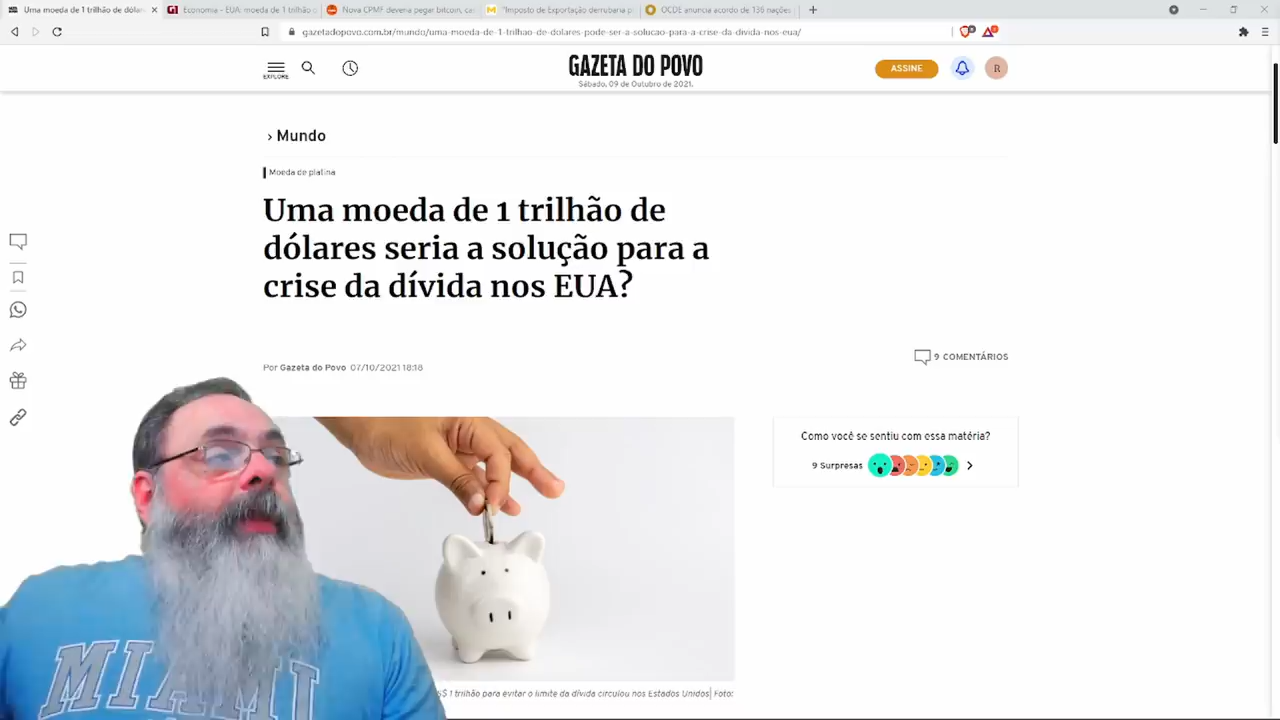 Uma moeda de 1 trilhão de dólar
Economia - EUA: moeda de 1 trilhão
Nova CPMF deveria pegar bitcoin, cas
"Imposto de Exportação derrubaria p
OCDE anuncia acordo de 136 nações
gazetadopovo.com.br/mundo/uma-moeda-de-1-trilhao-de-dolares-pode-ser-a-solucao-para-a-crise-da-divida-nos-eua/
EXPLORE
GAZETA DO POVO
Sábado, 09 de Outubro de 2021.
ASSINE
R
› Mundo
Moeda de platina
Uma moeda de 1 trilhão de
dólares seria a solução para a
crise da dívida nos EUA?
Por Gazeta do Povo 07/10/2021 18:18
9 COMENTÁRIOS
Como você se sentiu com essa matéria?
9 Surpresas
$ 1 trilhão para evitar o limite da dívida circulou nos Estados Unidos| Foto:
MIAMI